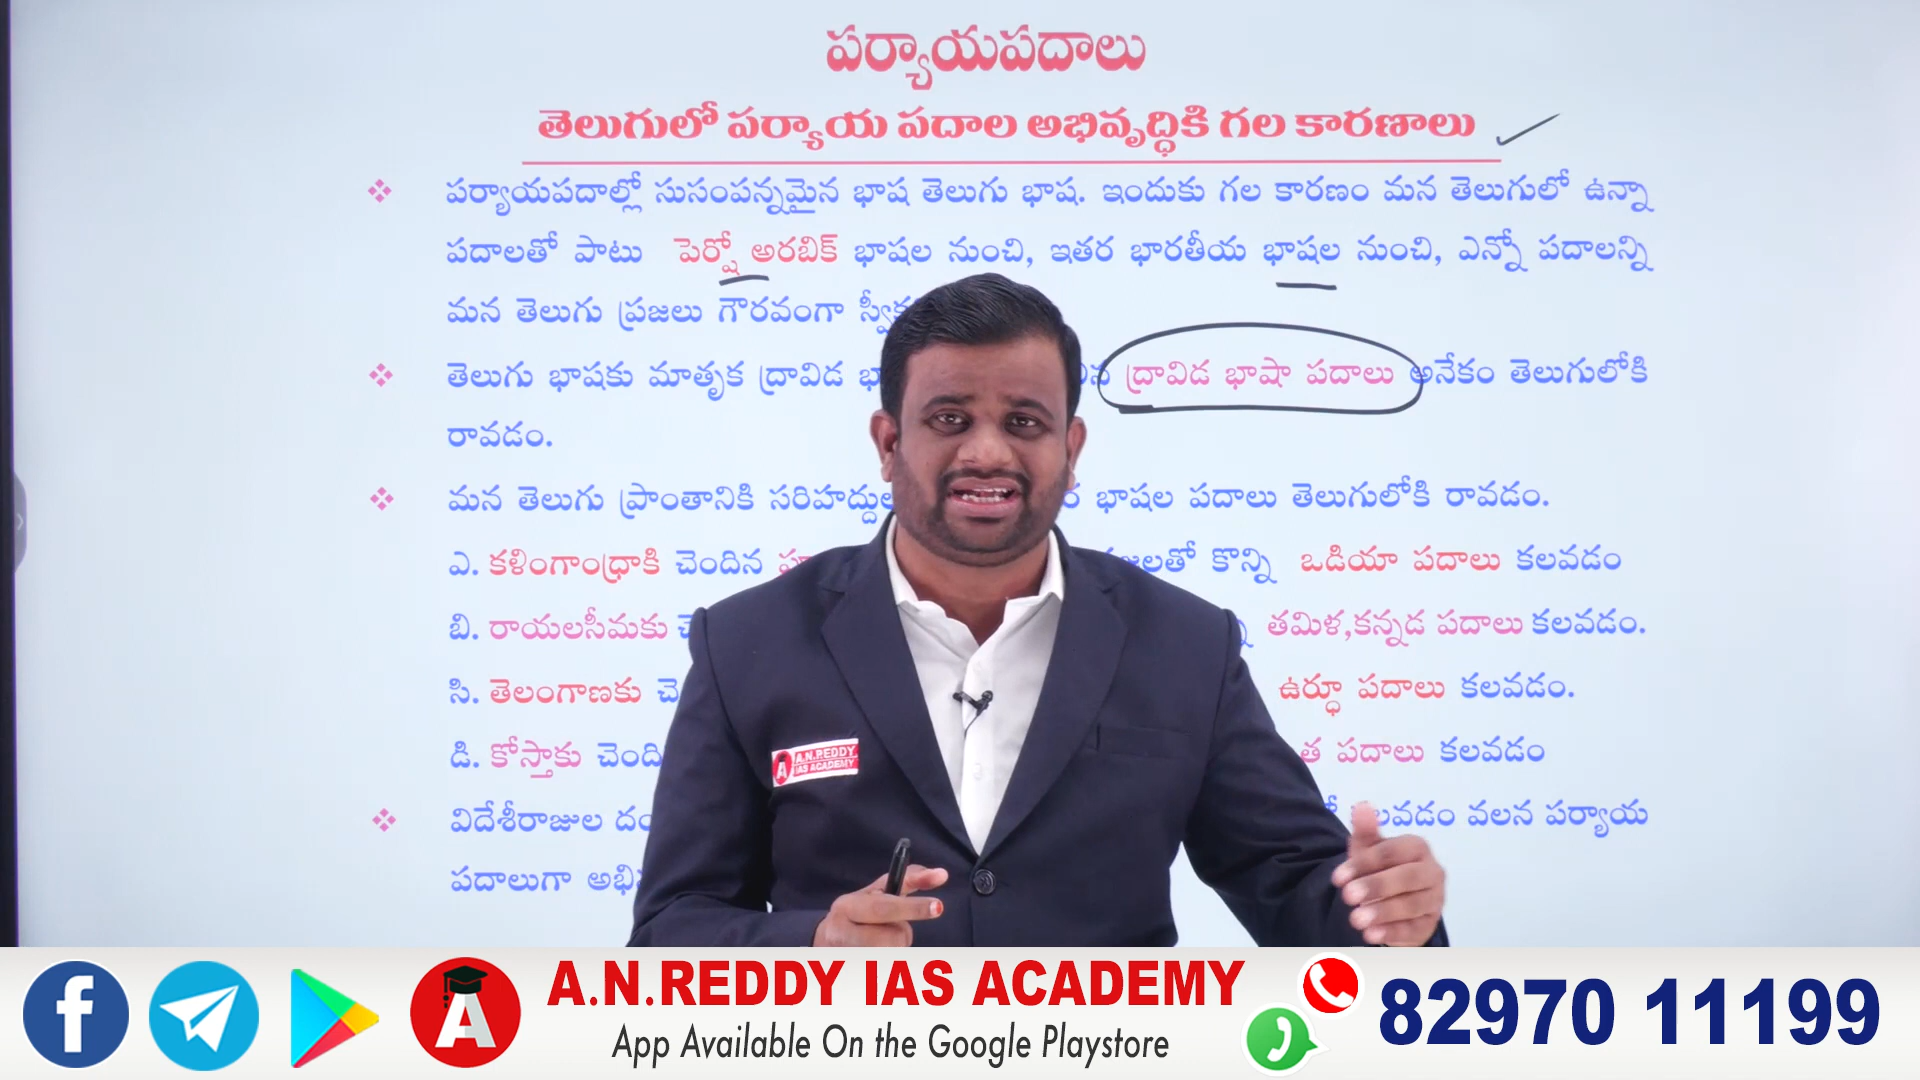 పర్యాయపదాలు
తెలుగులో పర్యాయ పదాల అభివృద్ధికి గల కారణాలు
పర్యాయపదాల్లో సుసంపన్నమైన భాష తెలుగు భాష. ఇందుకు గల కారణం మన తెలుగులో ఉన్నా
పదాలతో పాటు పెర్షో అరబిక్ భాషల నుంచి, ఇతర భారతీయ భాషల నుంచి, ఎన్నో పదాలన్ని
మన తెలుగు ప్రజలు గౌరవంగా
తెలుగు భాషకు మాతృక ద్రావిడ ద్రావిడ భాషా పదాలు అనేకం తెలుగులోకి
రావడం.
మన తెలుగు ప్రాంతానికి భాషల పదాలు తెలుగులోకి రావడం.
ఎ. కళింగాంధ్రాకి చెందిన కొన్ని ఒడియా పదాలు కలవడం
బి. రాయలసీమకు తమిళ,కన్నడ పదాలు కలవడం.
సి. తెలంగాణకు ఉర్ధూ పదాలు కలవడం.
డి. కోస్తాకు పదాలు కలవడం
విదేశీరాజుల వలన పర్యాయ
పదాలుగా
A.N.REDDY
IAS ACADEMY
A.N.REDDY IAS ACADEMY
App Available On the Google Playstore
82970 11199